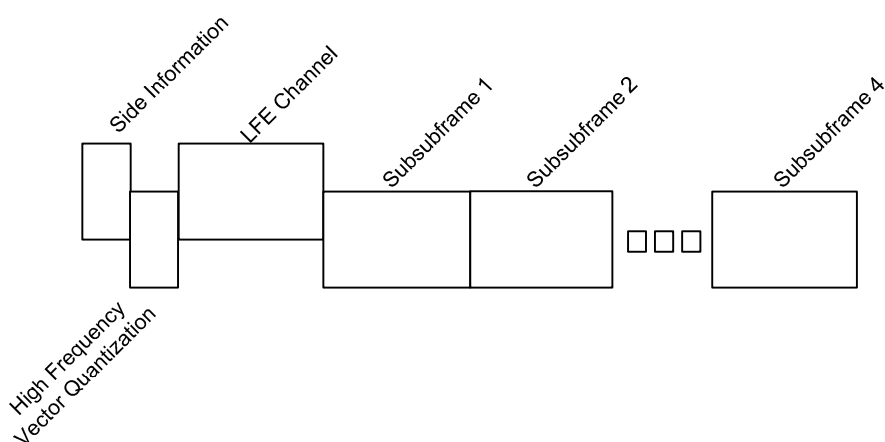 Side Information
LFE Channel
Subsubframe 1
Subsubframe 2
Subsubframe 4
High Frequency
Vector Quantization